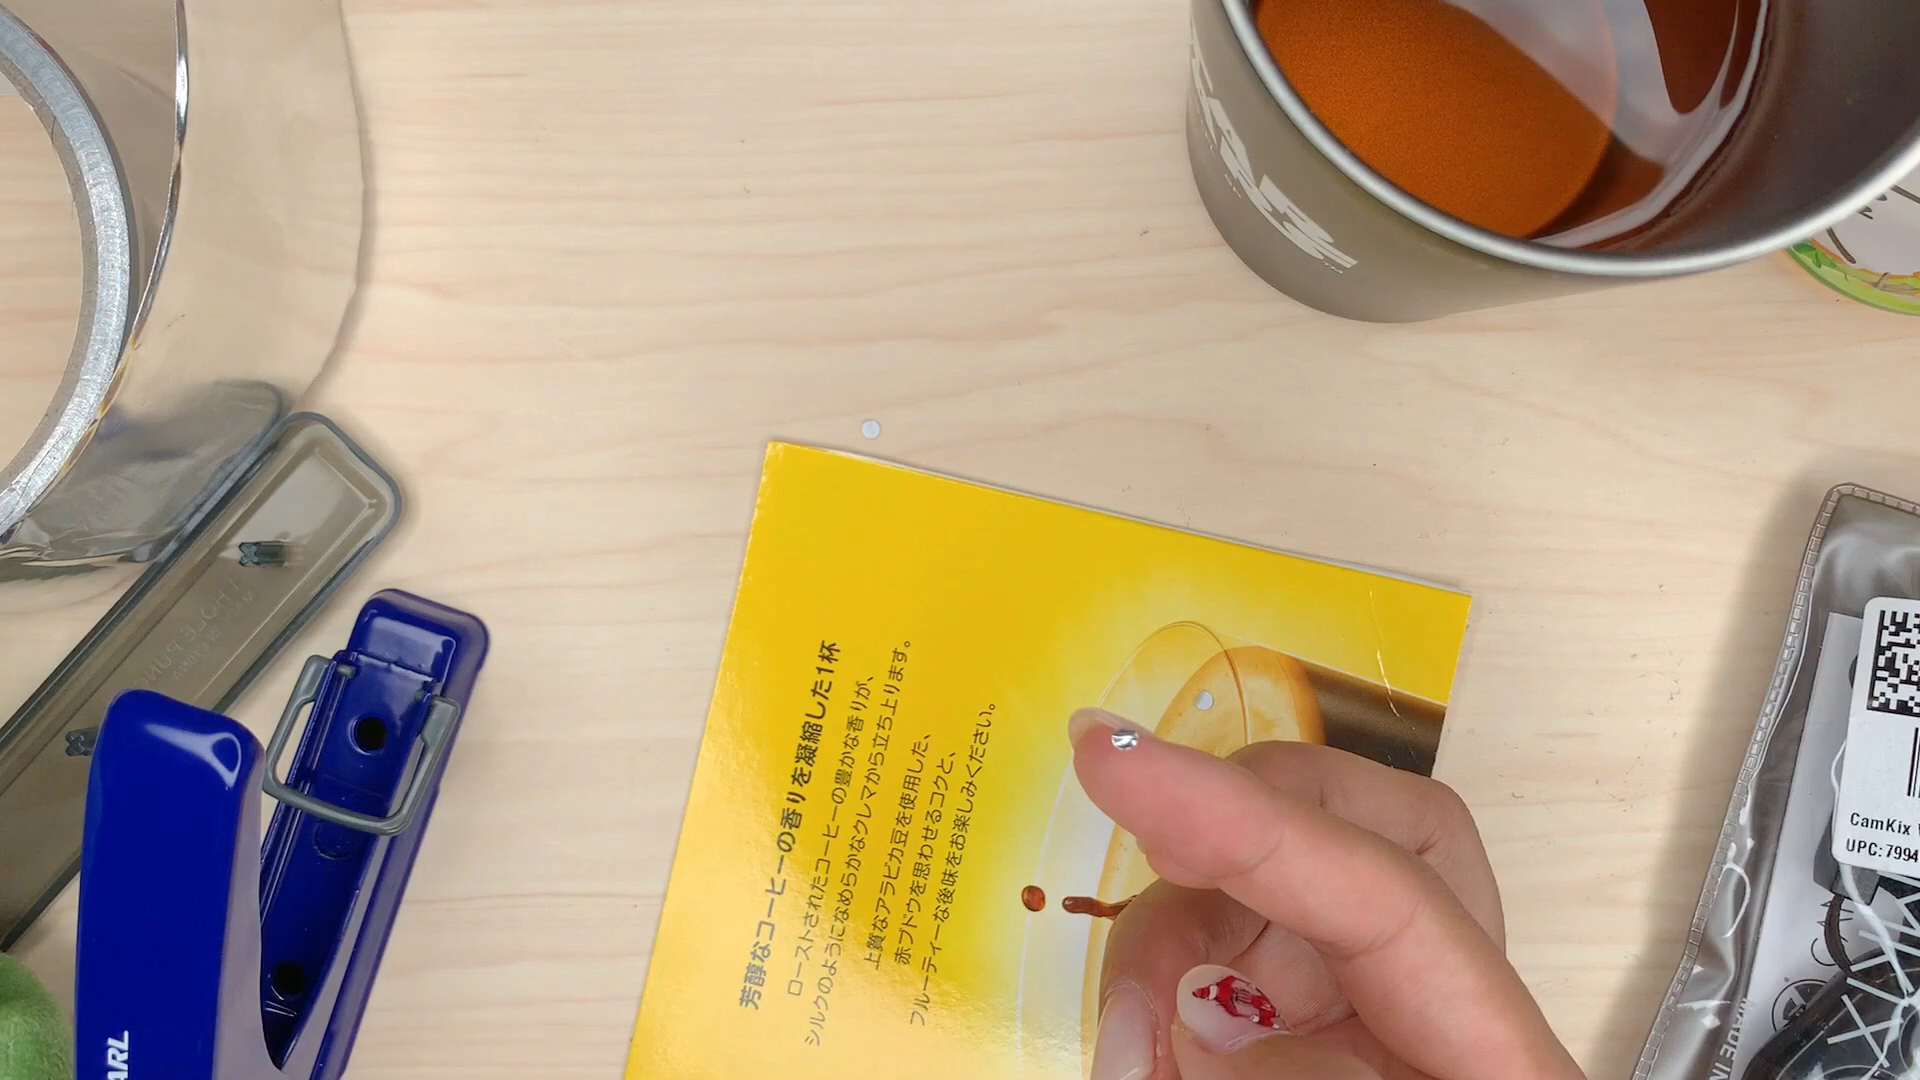 芳醇なコーヒーの香りを凝縮した1杯
ローストされたコーヒーの豊かな香りが、
シルクのようになめらかなクレマから立ち上ります。
上質なアラビカ豆を使用した、
赤ブドウを思わせるコクと、
フルーティーな後味をお楽しみください。
ARL
1 HOLE PUN
CamKix
UPC: 7994
MADE IN